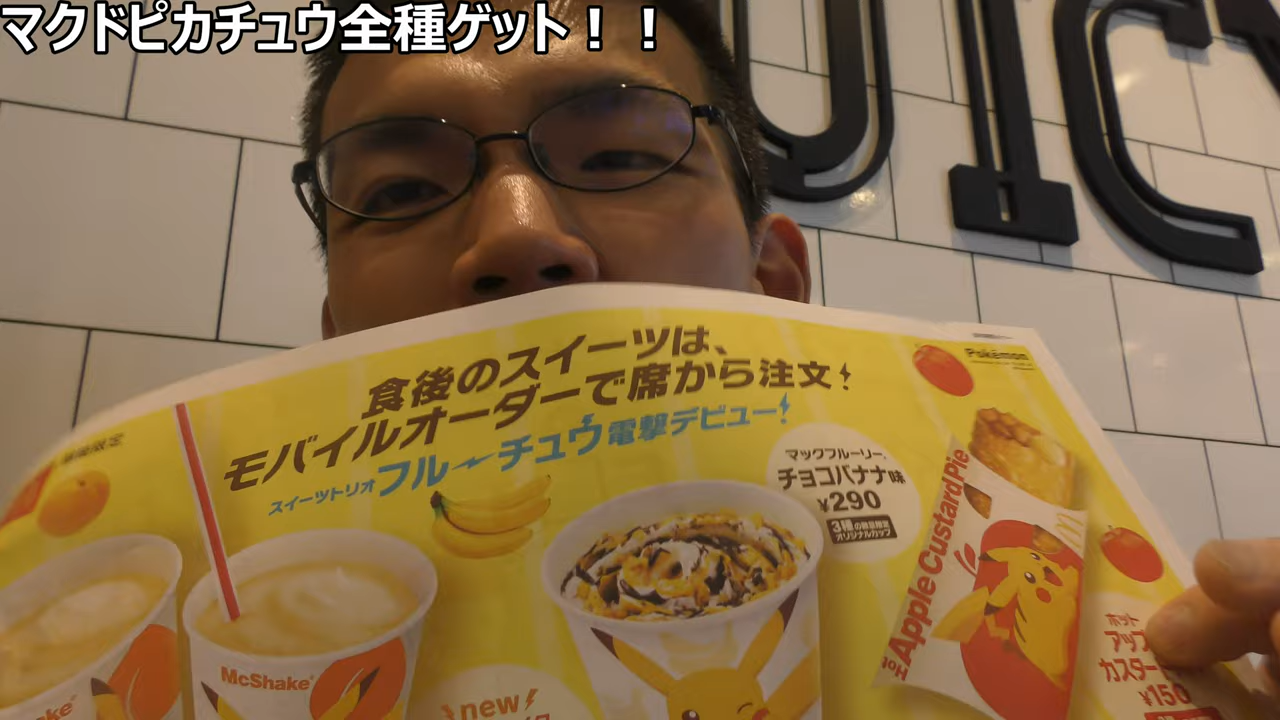 マクドピカチュウ全種ゲット！！
UIC
食後のスイーツは、
モバイルオーダーで席から注文!
スイーツトリオ フルーチュウ電撃デビュー!
Pokémon
マックフルーリー®
チョコバナナ味
¥290
3種の数量限定
オリジナルカップ
Hot Apple Custard Pie
ホット
アップ
カスター
¥150
McShake®
ke®
new